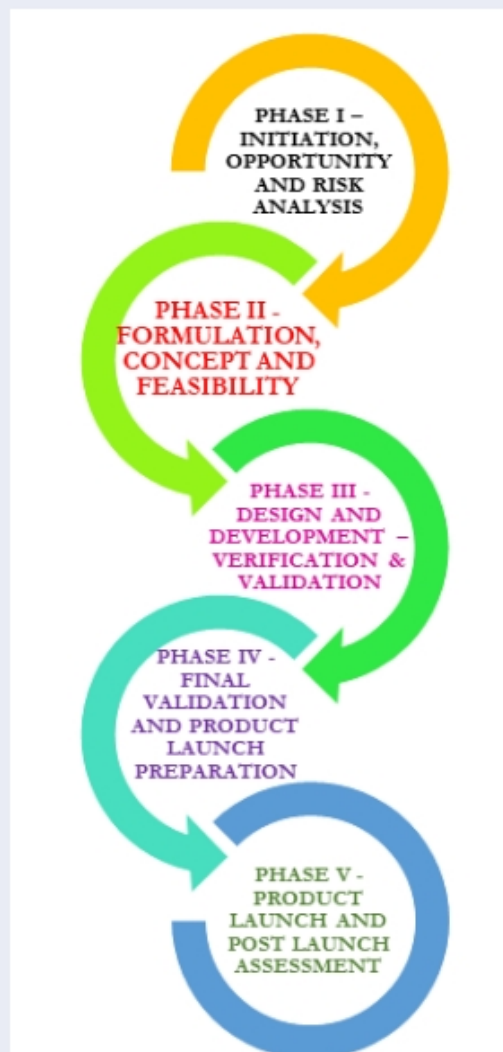 PHASE I –
INITIATION,
OPPORTUNITY
AND RISK
ANALYSIS
PHASE II -
FORMULATION,
CONCEPT AND
FEASIBILITY
PHASE III -
DESIGN AND
DEVELOPMENT –
VERIFICATION &
VALIDATION
PHASE IV -
FINAL
VALIDATION
AND PRODUCT
LAUNCH
PREPARATION
PHASE V -
PRODUCT
LAUNCH AND
POST LAUNCH
ASSESSMENT